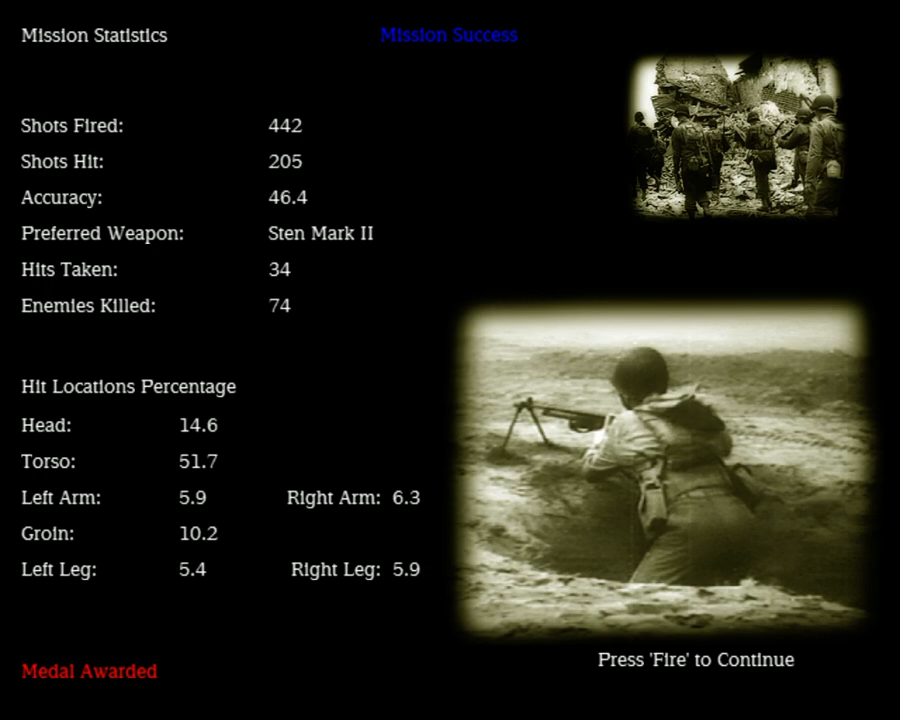 Mission Statistics
Mission Success
Shots Fired: 442
Shots Hit: 205
Accuracy: 46.4
Preferred Weapon: Sten Mark II
Hits Taken: 34
Enemies Killed: 74
Hit Locations Percentage
Head: 14.6
Torso: 51.7
Left Arm: 5.9 Right Arm: 6.3
Groin: 10.2
Left Leg: 5.4 Right Leg: 5.9
Medal Awarded
Press 'Fire' to Continue